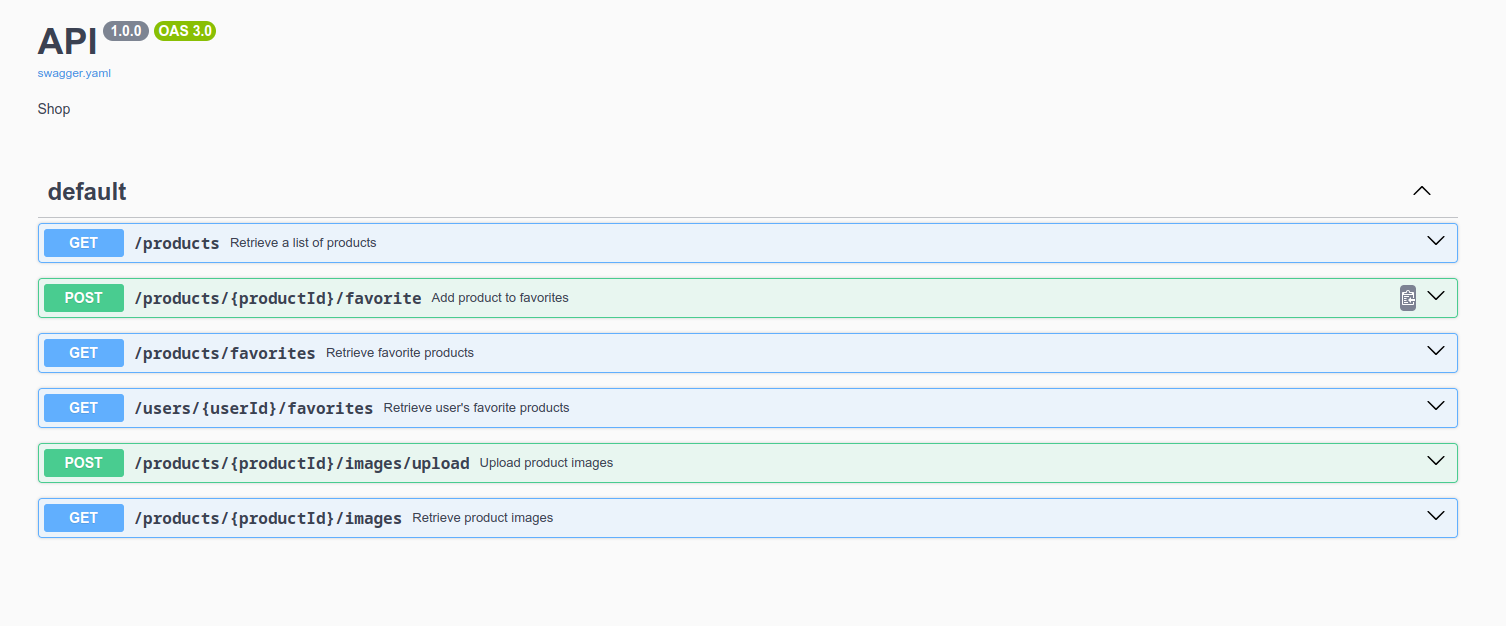 API 1.0.0 OAS 3.0
swagger.yaml
Shop
default
GET /products Retrieve a list of products
POST /products/{productId}/favorite Add product to favorites
GET /products/favorites Retrieve favorite products
GET /users/{userId}/favorites Retrieve user's favorite products
POST /products/{productId}/images/upload Upload product images
GET /products/{productId}/images Retrieve product images